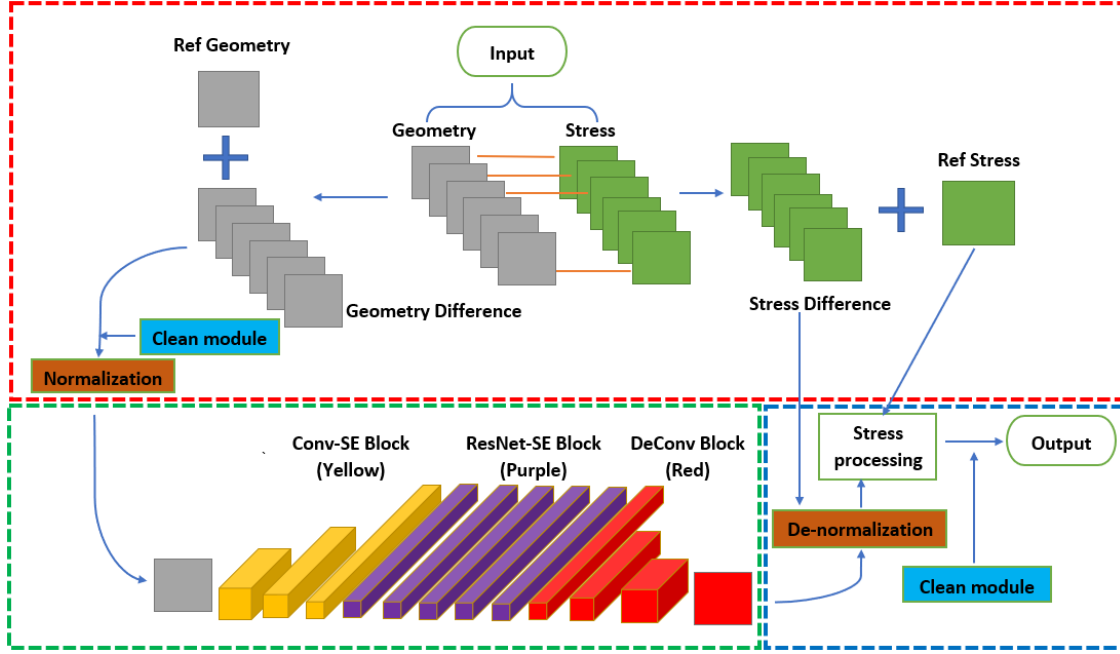 Ref Geometry
Input
Geometry
Stress
Ref Stress
Geometry Difference
Stress Difference
Clean module
Normalization
Conv-SE Block
(Yellow)
ResNet-SE Block
(Purple)
DeConv Block
(Red)
Stress
processing
Output
De-normalization
Clean module